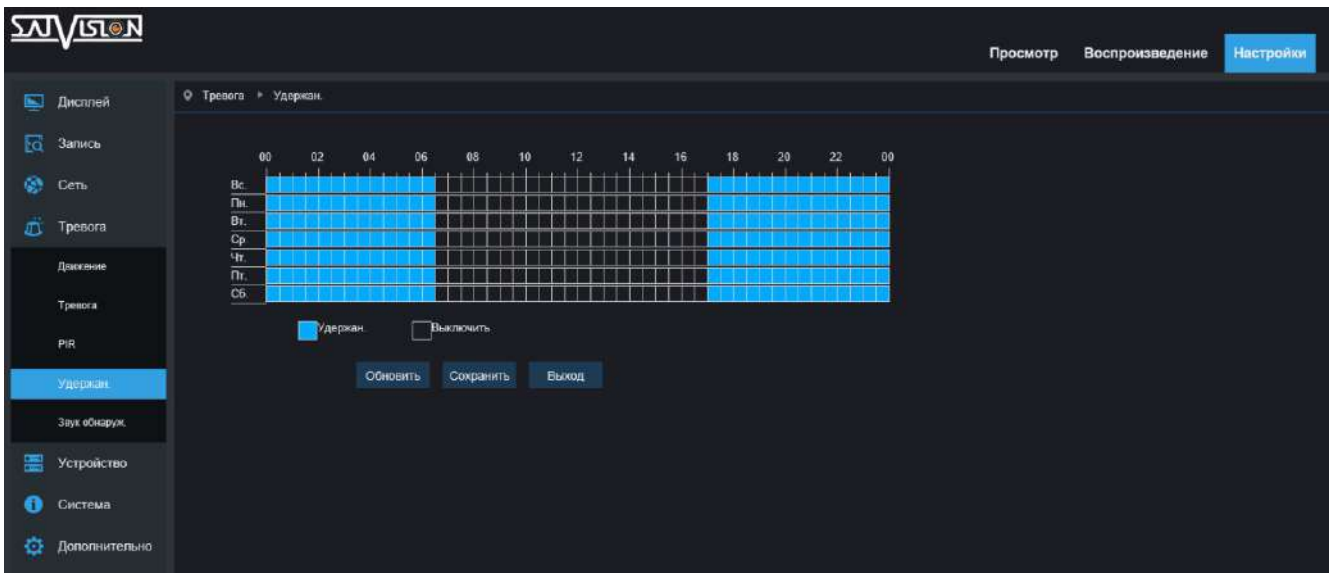 SATVISION
Просмотр Воспроизведение Настройки
Дисплей
Запись
Сеть
Тревога
Движение
Тревога
PIR
Удержан.
Звук обнаруж.
Устройство
Система
Дополнительно
Тревога Удержан.
00 02 04 06 08 10 12 14 16 18 20 22 00
Вс.
Пн.
Вт.
Ср.
Чт.
Пт.
Сб.
Удержан. Выключить
Обновить Сохранить Выход